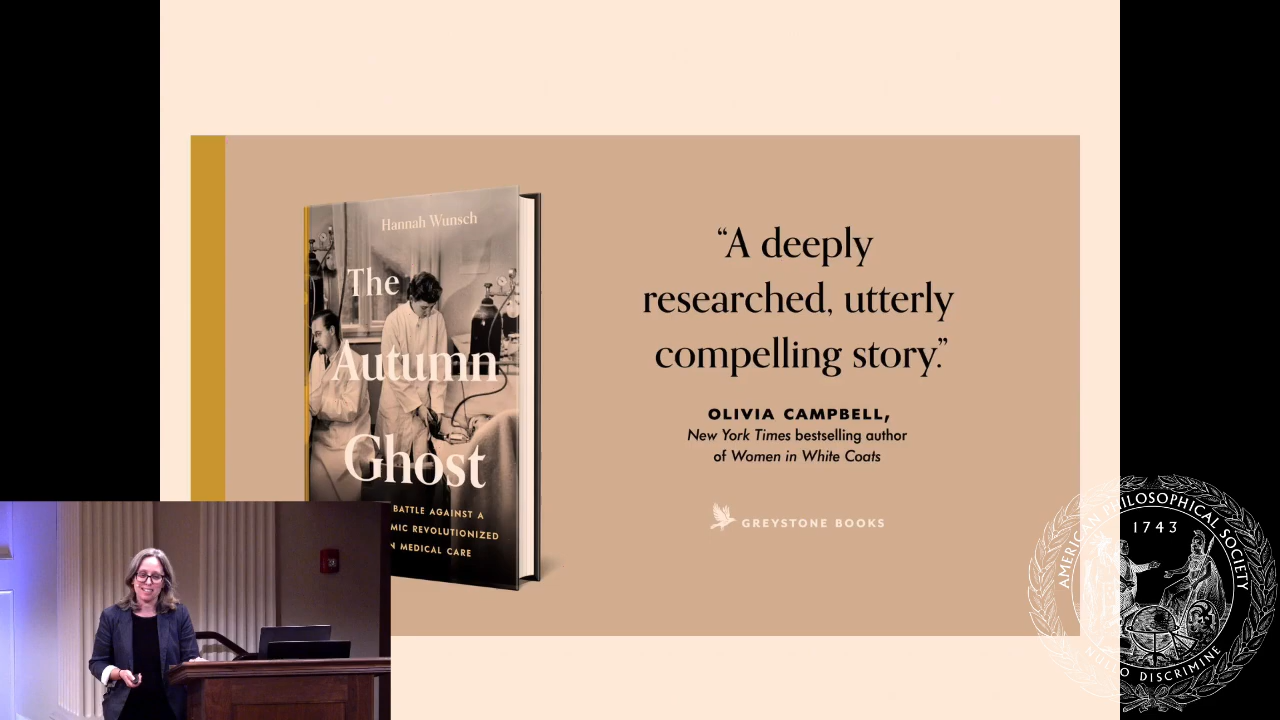 Hannah Wunsch
The
Autumn
Ghost
BATTLE AGAINST A
MIC REVOLUTIONIZED
N MEDICAL CARE
“A deeply
researched, utterly
compelling story.”
OLIVIA CAMPBELL,
New York Times bestselling author
of Women in White Coats
GREYSTONE BOOKS
AMERICAN PHILOSOPHICAL SOCIETY
1743
NULLO DISCRIMINE